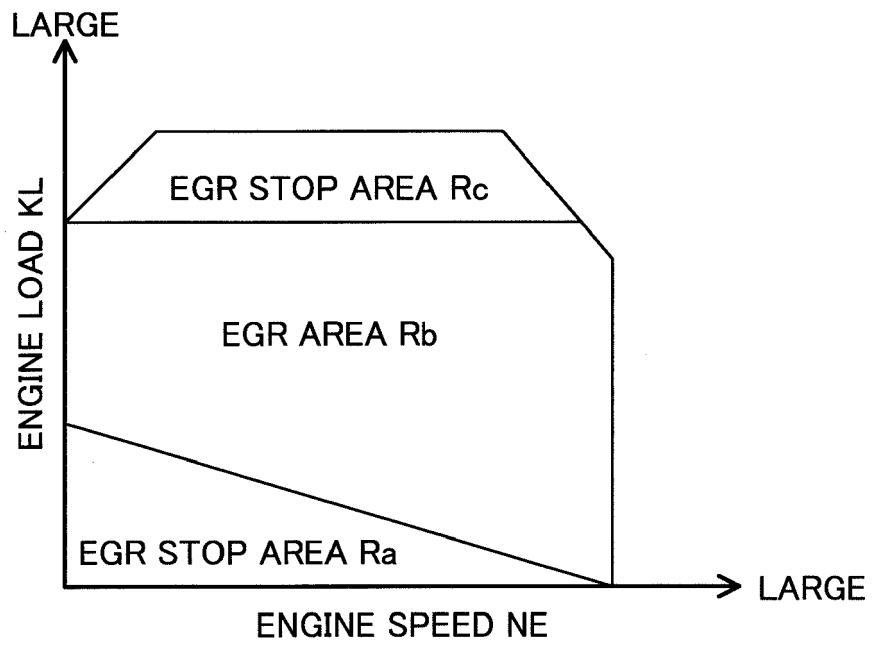 LARGE
ENGINE LOAD KL
EGR STOP AREA Rc
EGR AREA Rb
EGR STOP AREA Ra
LARGE
ENGINE SPEED NE